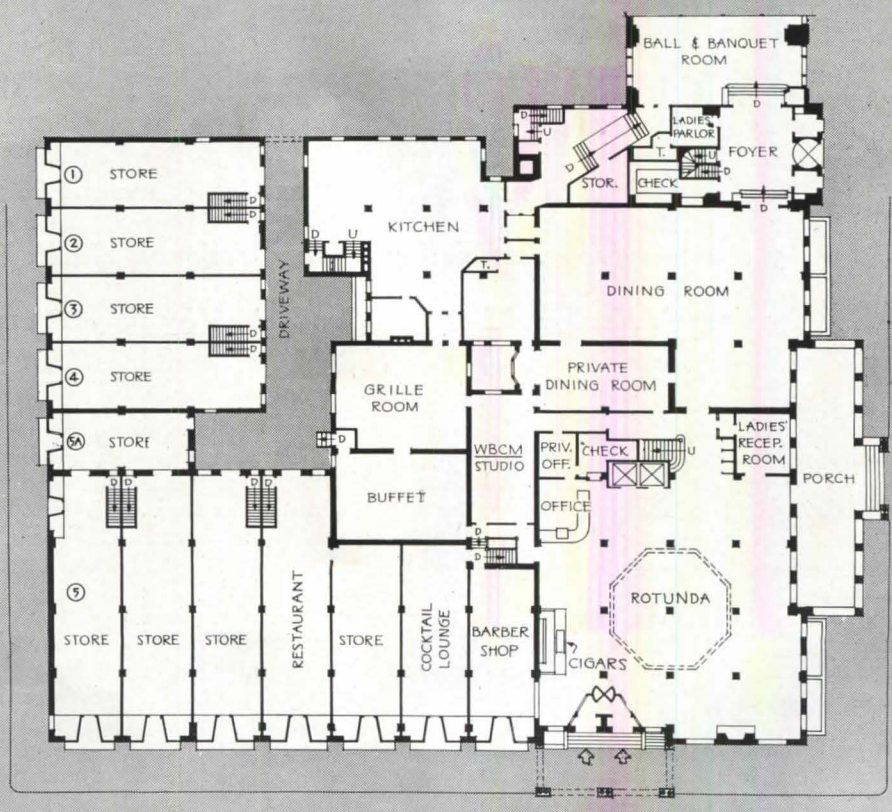 BALL & BANQUET
ROOM
D
LADIES'
PARLOR
T.
U
FOYER
D
D
D
U
D
STOR.
CHECK
① STORE
D
D
② STORE
③ STORE
D
D
④ STORE
5A STORE
DRIVEWAY
KITCHEN
D U
T.
DINING ROOM
GRILLE
ROOM
D
BUFFET
PRIVATE
DINING ROOM
WBCM
STUDIO
PRIV.
OFF.
CHECK
U
LADIES'
RECEP.
ROOM
PORCH
OFFICE
D
D
D D
D D
⑤
STORE
STORE
STORE
RESTAURANT
STORE
COCKTAIL
LOUNGE
BARBER
SHOP
CIGARS
ROTUNDA